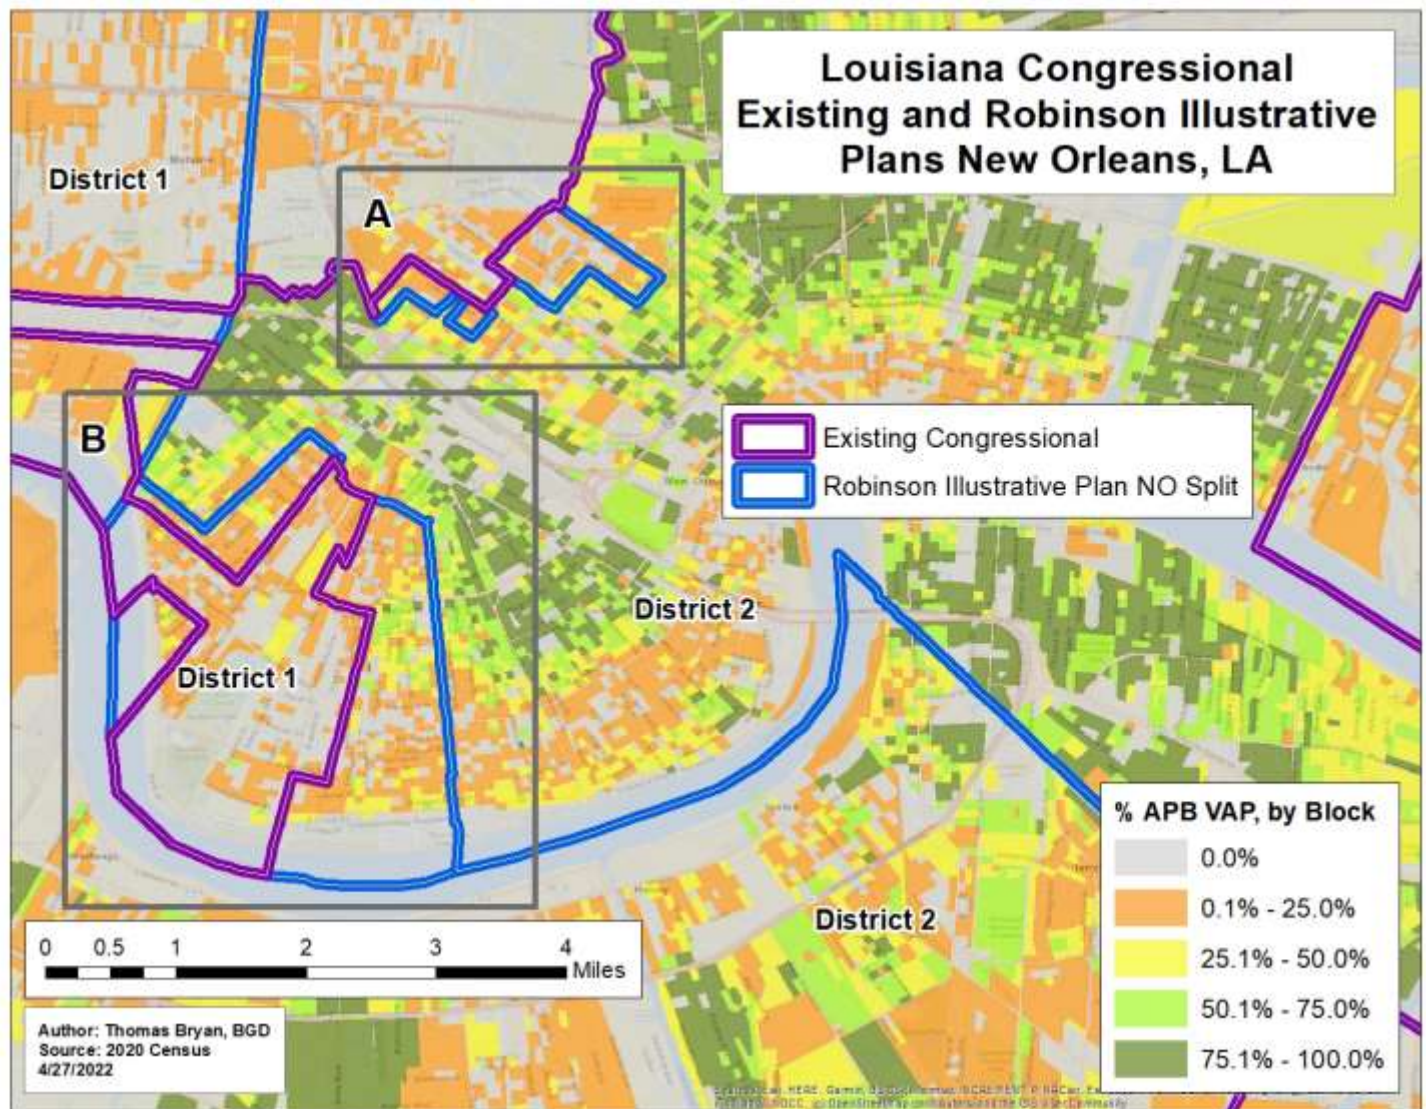 Louisiana Congressional
Existing and Robinson Illustrative
Plans New Orleans, LA
District 1
A
B
Existing Congressional
Robinson Illustrative Plan NO Split
District 2
District 1
District 2
% APB VAP, by Block
0.0%
0.1% - 25.0%
25.1% - 50.0%
50.1% - 75.0%
75.1% - 100.0%
0 0.5 1 2 3 4
Miles
Author: Thomas Bryan, BGD
Source: 2020 Census
4/27/2022